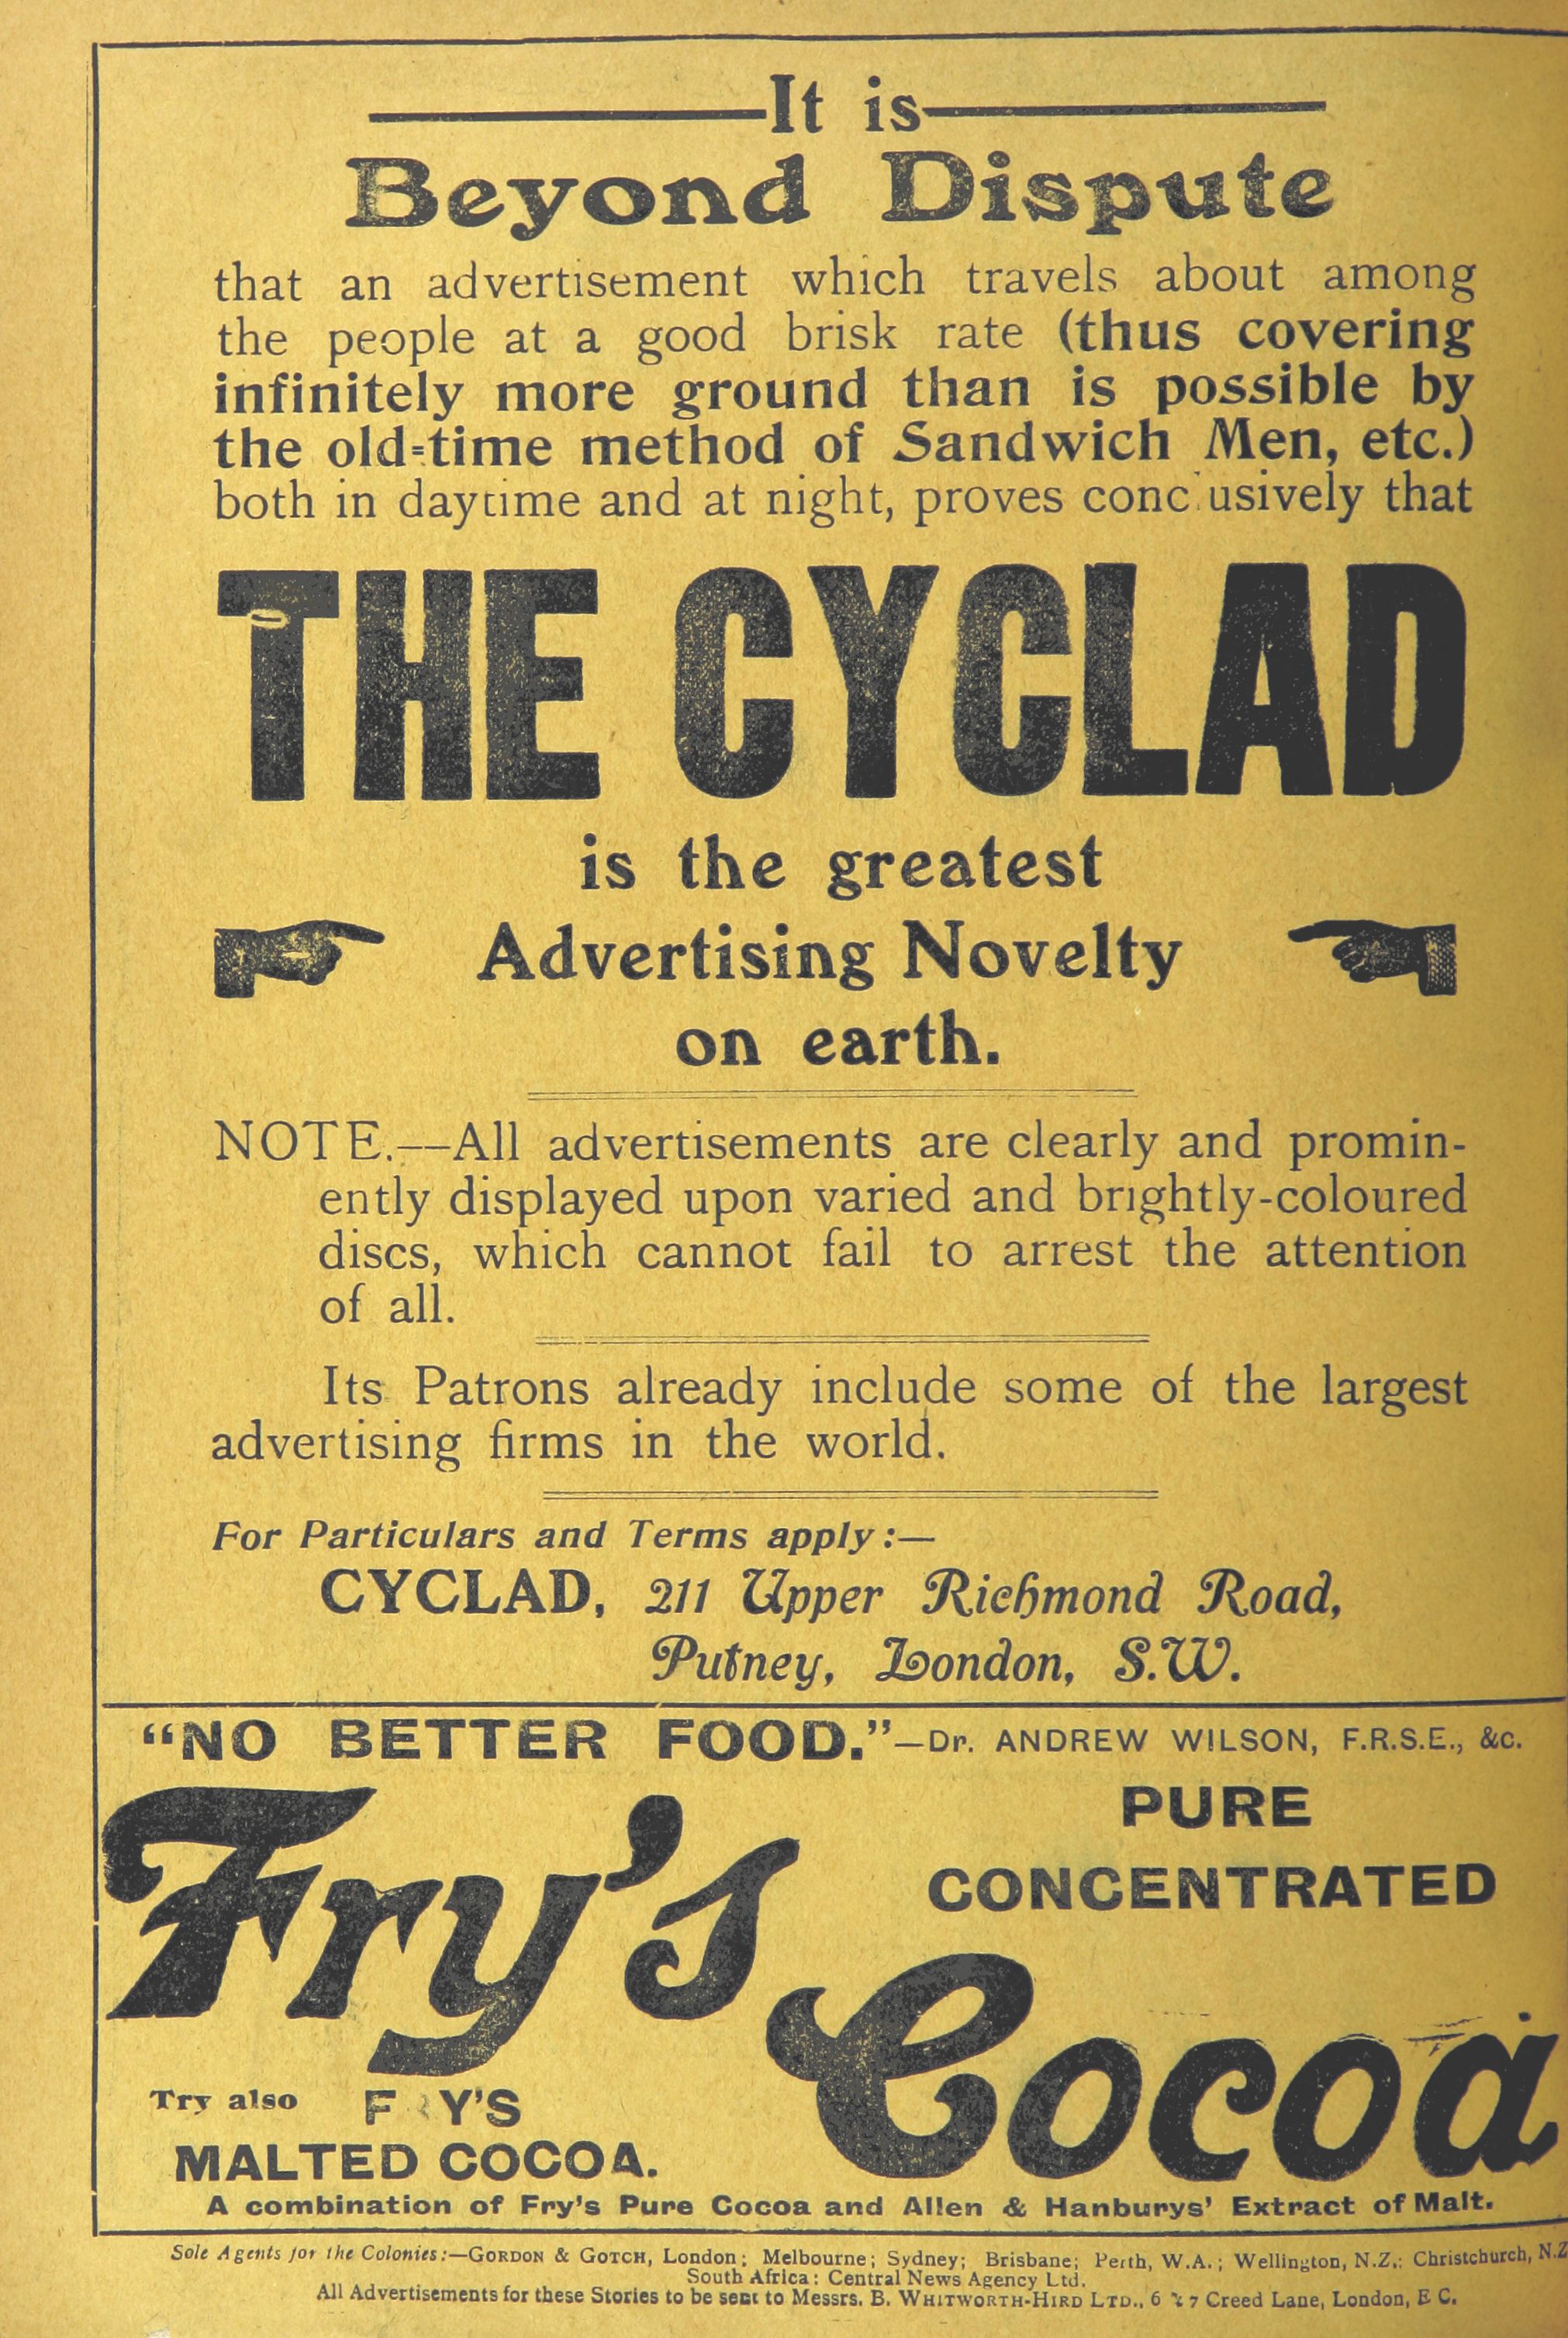 It is
Beyond Dispute
that an advertisement which travels about among
the people at a good brisk rate (thus covering
infinitely more ground than is possible by
the old-time method of Sandwich Men, etc.)
both in daytime and at night, proves conclusively that
THE CYCLAD
is the greatest
Advertising Novelty
on earth.
NOTE.—All advertisements are clearly and promin-
ently displayed upon varied and brightly-coloured
discs, which cannot fail to arrest the attention
of all.
Its Patrons already include some of the largest
advertising firms in the world.
For Particulars and Terms apply:—
CYCLAD, 211 Upper Richmond Road,
Putney, London, S.W.
"NO BETTER FOOD."—Dr. ANDREW WILSON, F.R.S.E., &c.
Fry's
PURE
CONCENTRATED
Cocoa
Try also FRY'S
MALTED COCOA.
A combination of Fry's Pure Cocoa and Allen & Hanburys' Extract of Malt.
Sole Agents for the Colonies:—GORDON & GOTCH, London; Melbourne; Sydney; Brisbane; Perth, W.A.; Wellington, N.Z.; Christchurch, N.Z
South Africa: Central News Agency Ltd.
All Advertisements for these Stories to be sent to Messrs. B. WHITWORTH-HIRD LTD., 6 & 7 Creed Lane, London, E C.